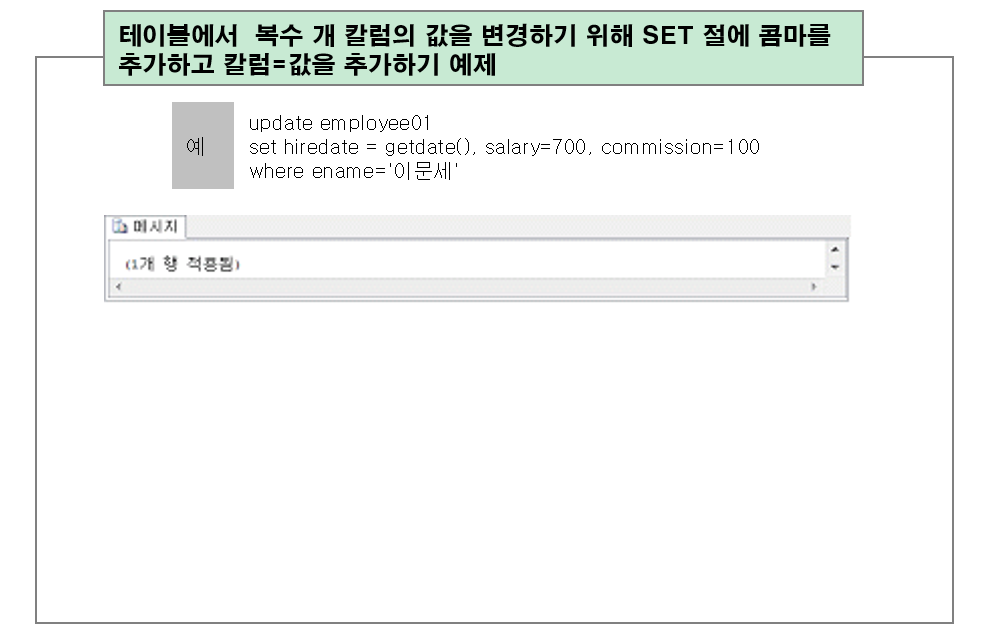 테이블에서 복수 개 칼럼의 값을 변경하기 위해 SET 절에 콤마를
추가하고 칼럼=값을 추가하기 예제
예
update employee01
set hiredate = getdate(), salary=700, commission=100
where ename='이문세'
메시지
(1개 행 적용됨)